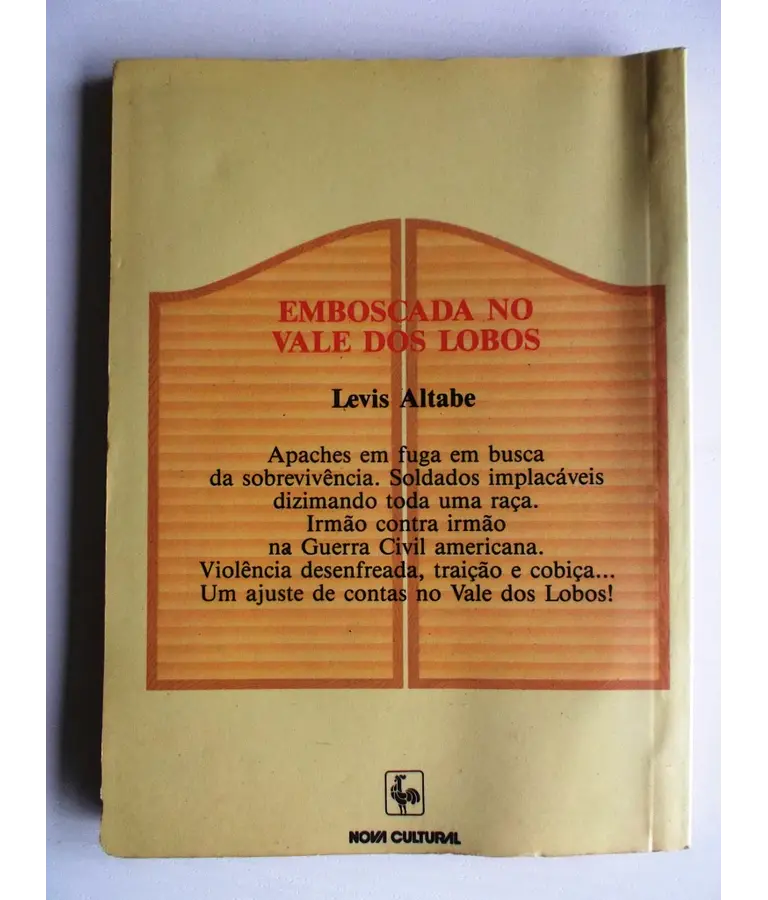 EMBOSCADA NO
VALE DOS LOBOS
Levis Altabe
Apaches em fuga em busca
da sobrevivência. Soldados implacáveis
dizimando toda uma raça.
Irmão contra irmão
na Guerra Civil americana.
Violência desenfreada, traição e cobiça...
Um ajuste de contas no Vale dos Lobos!
NOVA CULTURAL